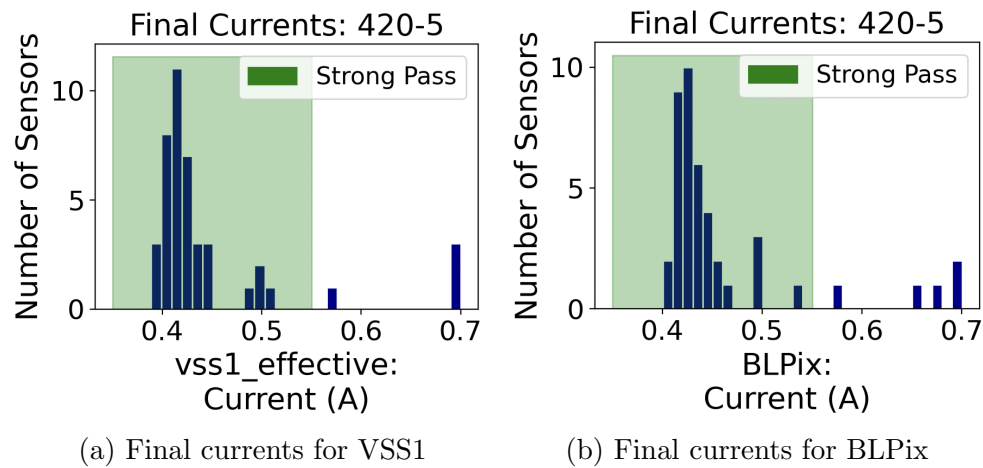 Final Currents: 420-5
Strong Pass
Number of Sensors
10
5
0
0.4 0.5 0.6 0.7
vss1_effective:
Current (A)
(a) Final currents for VSS1
Final Currents: 420-5
Strong Pass
Number of Sensors
10
5
0
0.4 0.5 0.6 0.7
BLPix:
Current (A)
(b) Final currents for BLPix